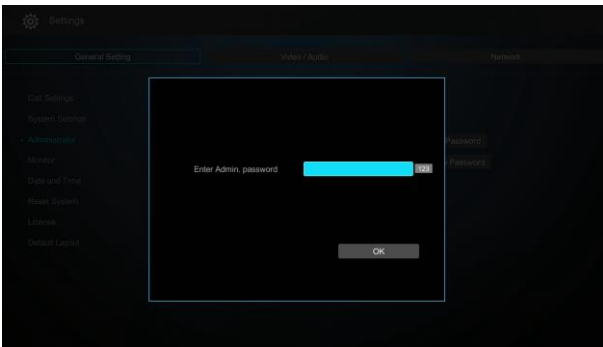 Settings
General Setting
Video / Audio
Network
Call Settings
System Settings
Administrator
Monitor
Date and Time
Reset System
License
Default Layout
Password
Password
Enter Admin. password
123
OK